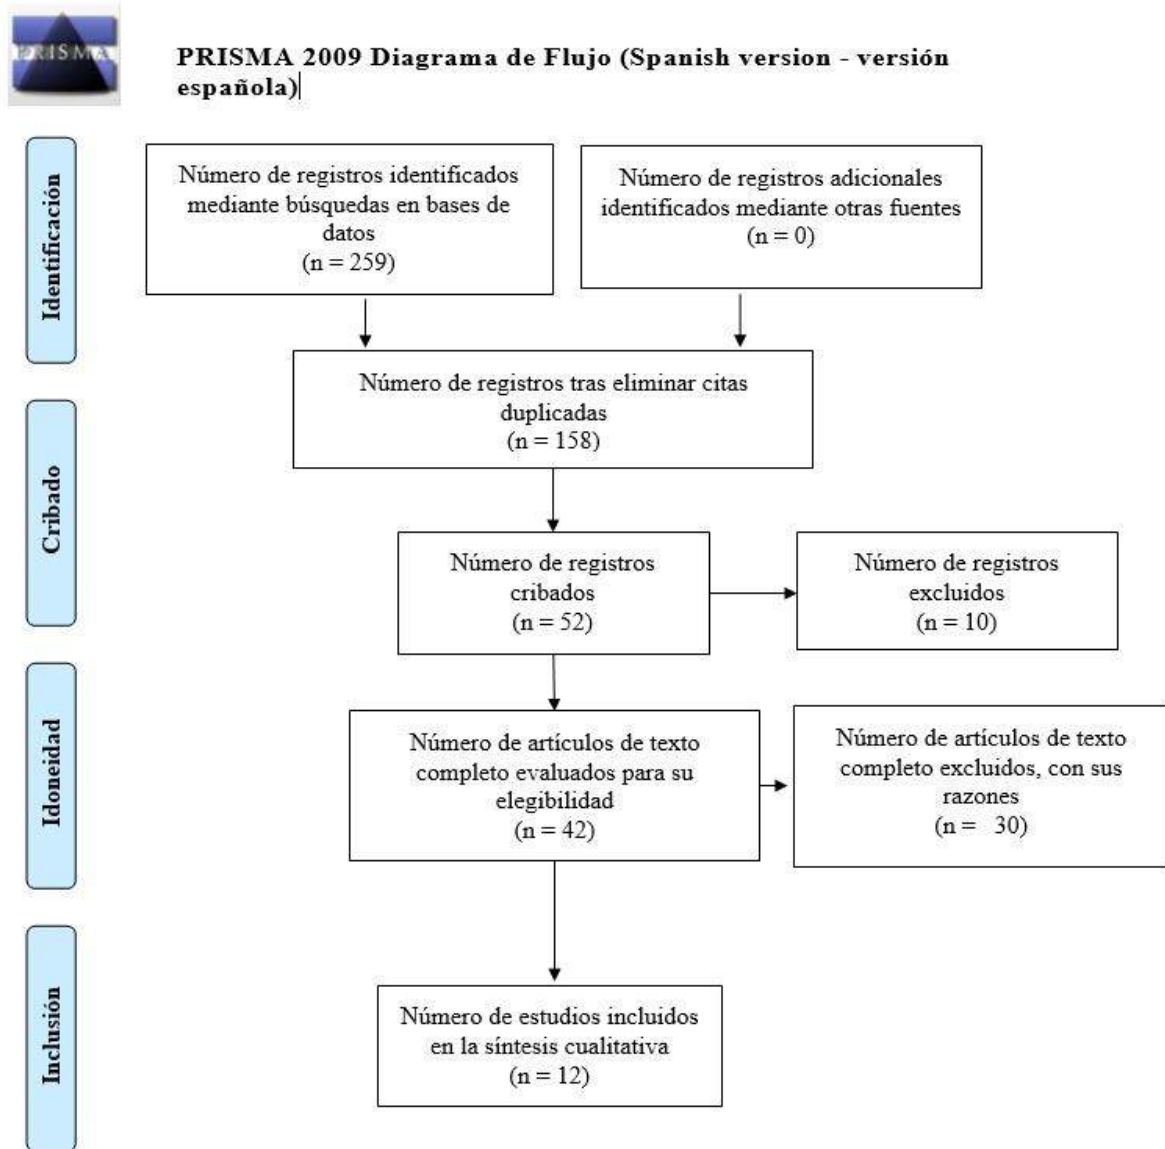 PRISMA
PRISMA 2009 Diagrama de Flujo (Spanish version - versión
española)
Identificación
Número de registros identificados
mediante búsquedas en bases de
datos
(n = 259)
Número de registros adicionales
identificados mediante otras fuentes
(n = 0)
Número de registros tras eliminar citas
duplicadas
(n = 158)
Cribado
Número de registros
cribados
(n = 52)
Número de registros
excluidos
(n = 10)
Idoneidad
Número de artículos de texto
completo evaluados para su
elegibilidad
(n = 42)
Número de artículos de texto
completo excluidos, con sus
razones
(n =   30)
Inclusión
Número de estudios incluidos
en la síntesis cualitativa
(n = 12)